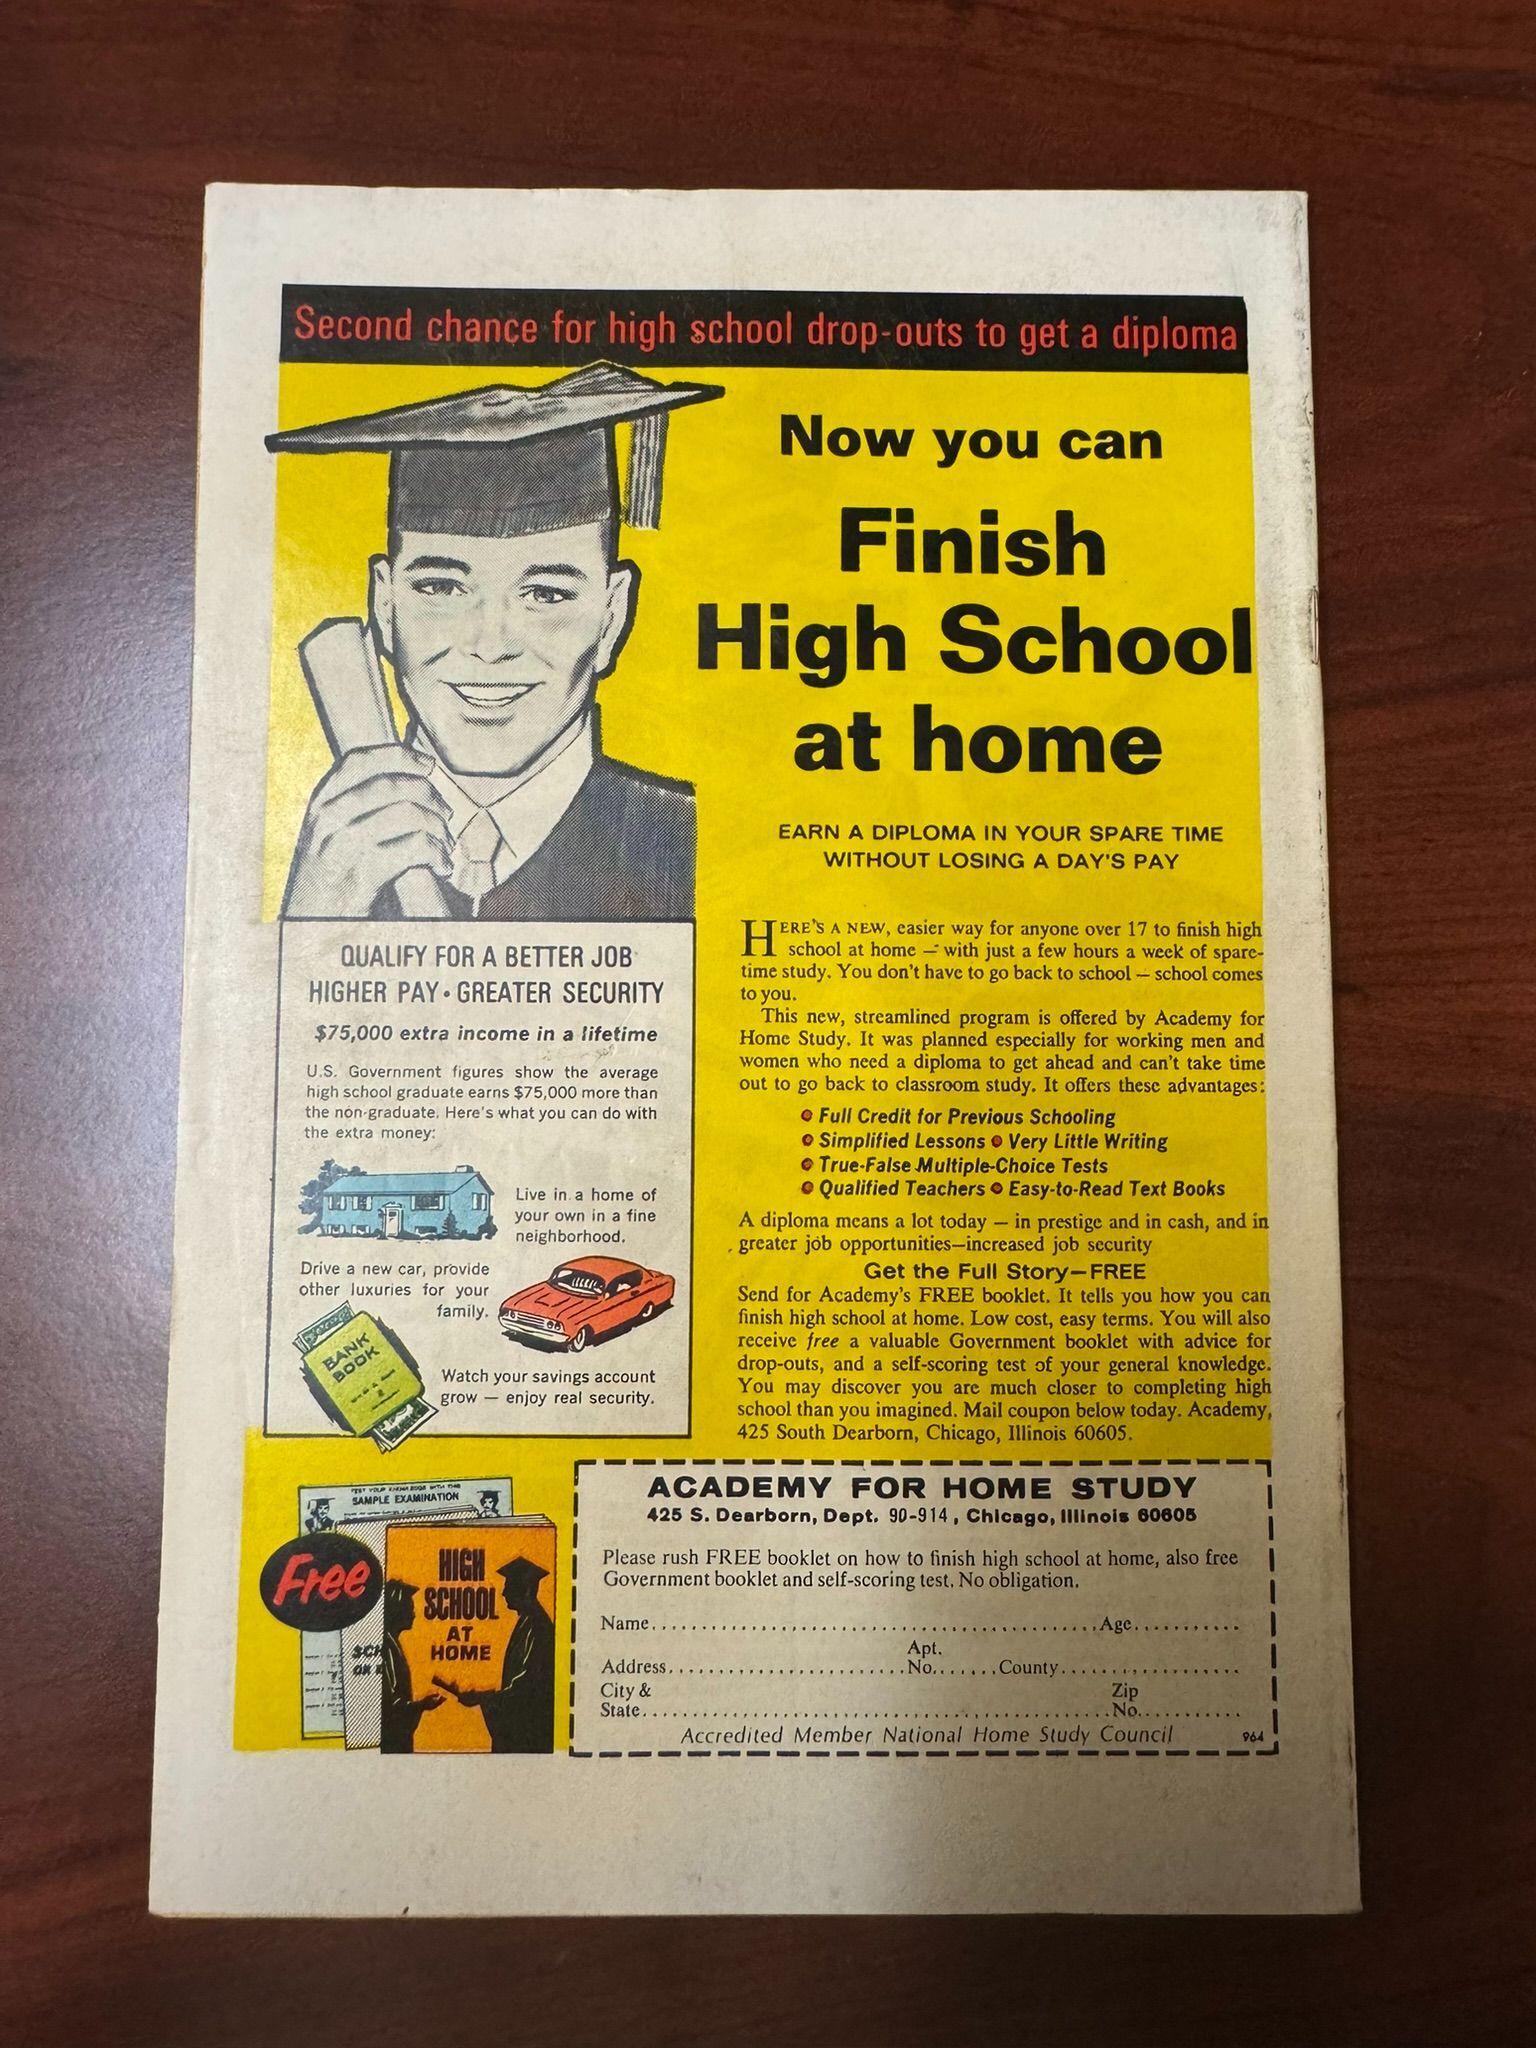 Second chance for high school drop-outs to get a diploma
Now you can
Finish
High School
at home
EARN A DIPLOMA IN YOUR SPARE TIME
WITHOUT LOSING A DAY'S PAY
QUALIFY FOR A BETTER JOB
HIGHER PAY • GREATER SECURITY
$75,000 extra income in a lifetime
U.S. Government figures show the average
high school graduate earns $75,000 more than
the non-graduate. Here's what you can do with
the extra money:
Live in a home of
your own in a fine
neighborhood.
Drive a new car, provide
other luxuries for your
family.
BANK
BOOK
Watch your savings account
grow — enjoy real security.
HERE'S A NEW, easier way for anyone over 17 to finish high
school at home — with just a few hours a week of spare-
time study. You don't have to go back to school — school comes
to you.
This new, streamlined program is offered by Academy for
Home Study. It was planned especially for working men and
women who need a diploma to get ahead and can't take time
out to go back to classroom study. It offers these advantages:
• Full Credit for Previous Schooling
• Simplified Lessons • Very Little Writing
• True-False Multiple-Choice Tests
• Qualified Teachers • Easy-to-Read Text Books
A diploma means a lot today — in prestige and in cash, and in
greater job opportunities—increased job security
Get the Full Story—FREE
Send for Academy's FREE booklet. It tells you how you can
finish high school at home. Low cost, easy terms. You will also
receive free a valuable Government booklet with advice for
drop-outs, and a self-scoring test of your general knowledge.
You may discover you are much closer to completing high
school than you imagined. Mail coupon below today. Academy,
425 South Dearborn, Chicago, Illinois 60605.
TEST YOUR KNOWLEDGE WITH THIS
SAMPLE EXAMINATION
Free
HIGH
SCHOOL
AT
HOME
ACADEMY FOR HOME STUDY
425 S. Dearborn, Dept. 90-914, Chicago, Illinois 60605
Please rush FREE booklet on how to finish high school at home, also free
Government booklet and self-scoring test. No obligation.
Name.......................................................Age...........
Apt.
Address.............................No.......County......................
City & Zip
State.......................................................No...........
Accredited Member National Home Study Council 964